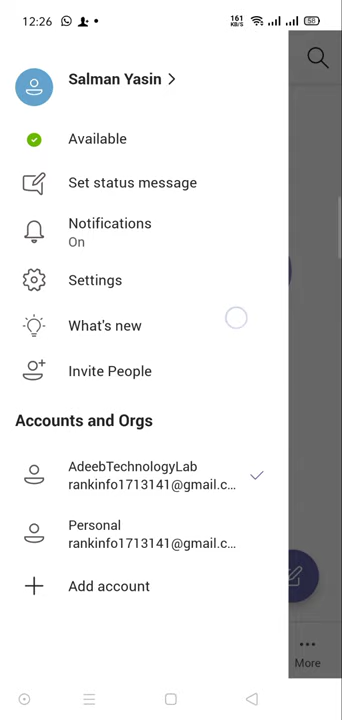 12:26
161
KB/S
58
Salman Yasin
Available
Set status message
Notifications
On
Settings
What's new
Invite People
Accounts and Orgs
AdeebTechnologyLab
rankinfo1713141@gmail.c...
Personal
rankinfo1713141@gmail.c...
Add account
More